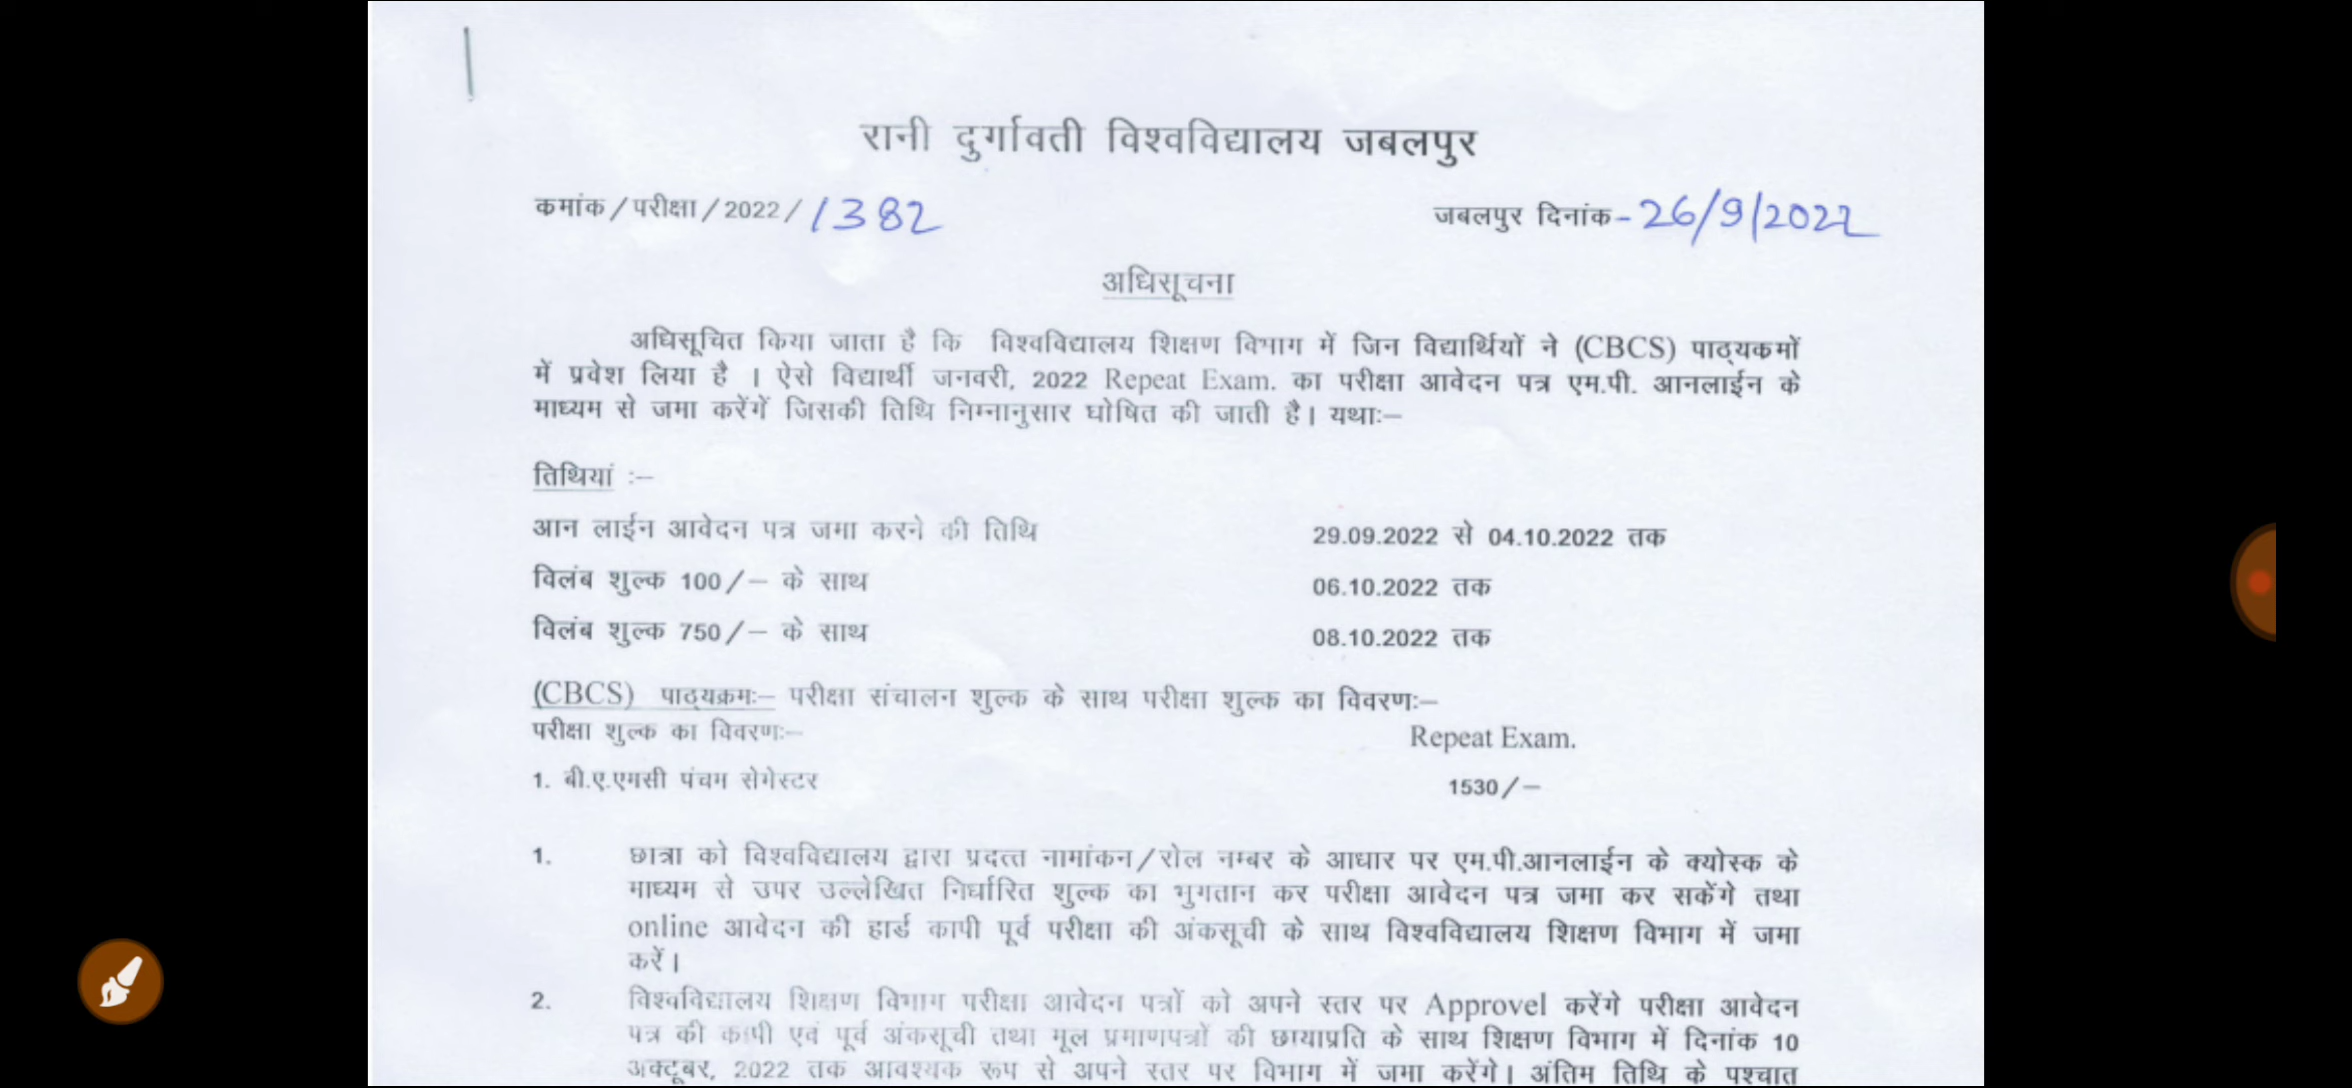 रानी दुर्गावती विश्वविद्यालय जबलपुर
कमांक/परीक्षा/2022/1382 जबलपुर दिनांक-26/9/2022
अधिसूचना
अधिसूचित किया जाता है कि विश्वविद्यालय शिक्षण विभाग में जिन विद्यार्थियों ने (CBCS) पाठ्यकमों
में प्रवेश लिया है । ऐसे विद्यार्थी जनवरी, 2022 Repeat Exam. का परीक्षा आवेदन पत्र एम.पी. आनलाईन के
माध्यम से जमा करेंगें जिसकी तिथि निम्नानुसार घोषित की जाती है। यथाः–
तिथियां :–
आन लाईन आवेदन पत्र जमा करने की तिथि 29.09.2022 से 04.10.2022 तक
विलंब शुल्क 100/– के साथ 06.10.2022 तक
विलंब शुल्क 750/– के साथ 08.10.2022 तक
(CBCS) पाठ्यक्रमः– परीक्षा संचालन शुल्क के साथ परीक्षा शुल्क का विवरणः–
परीक्षा शुल्क का विवरणः– Repeat Exam.
1. बी.ए.एमसी पंचम सेमेस्टर 1530/–
1. छात्रा को विश्वविद्यालय द्वारा प्रदत्त नामांकन/रोल नम्बर के आधार पर एम.पी.आनलाईन के क्योस्क के
माध्यम से उपर उल्लेखित निर्धारित शुल्क का भुगतान कर परीक्षा आवेदन पत्र जमा कर सकेंगे तथा
online आवेदन की हार्ड कापी पूर्व परीक्षा की अंकसूची के साथ विश्वविद्यालय शिक्षण विभाग में जमा
करें।
2. विश्वविद्यालय शिक्षण विभाग परीक्षा आवेदन पत्रों को अपने स्तर पर Approvel करेंगे परीक्षा आवेदन
पत्र की कापी एवं पूर्व अंकसूची तथा मूल प्रमाणपत्रों की छायाप्रति के साथ शिक्षण विभाग में दिनांक 10
अक्टूबर, 2022 तक आवश्यक रूप से अपने स्तर पर विभाग में जमा करेंगे। अंतिम तिथि के पश्चात